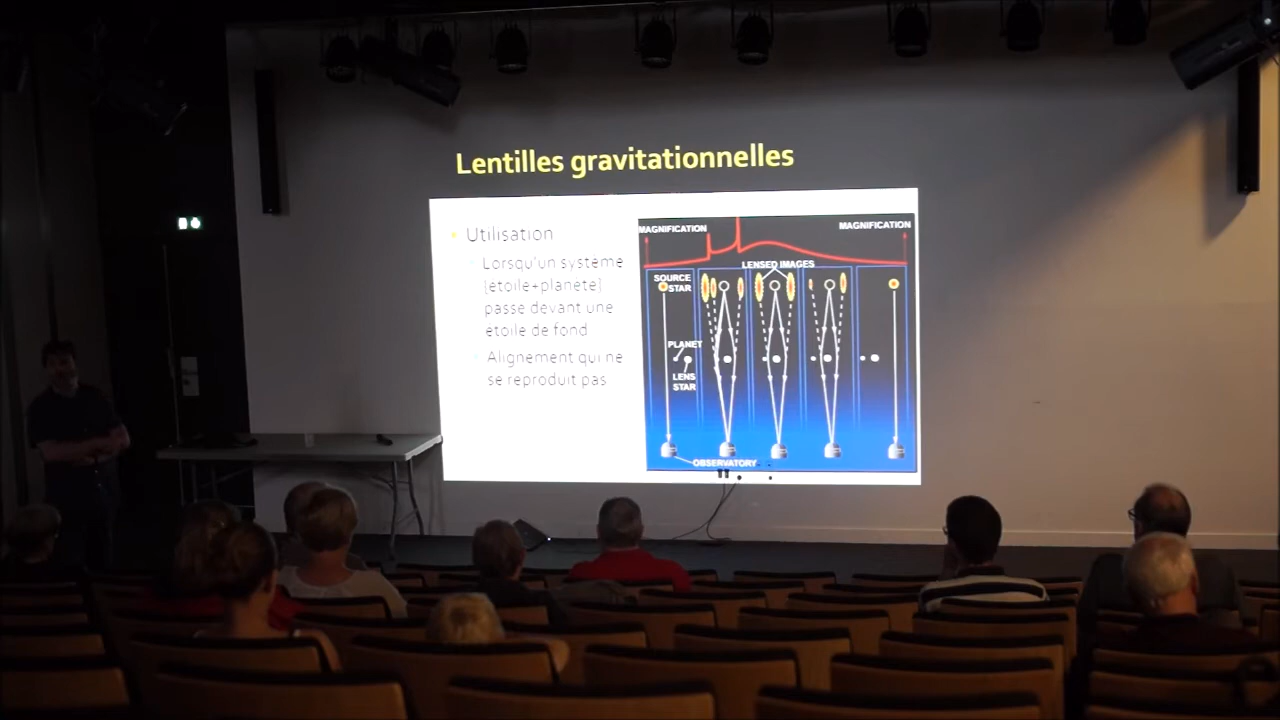 Lentilles gravitationnelles
Utilisation
Lorsqu'un système
[étoile+planète]
passe devant une
étoile de fond
Alignement qui ne
se reproduit pas
MAGNIFICATION
MAGNIFICATION
LENSED IMAGES
SOURCE
STAR
PLANET
LENS
STAR
OBSERVATORY